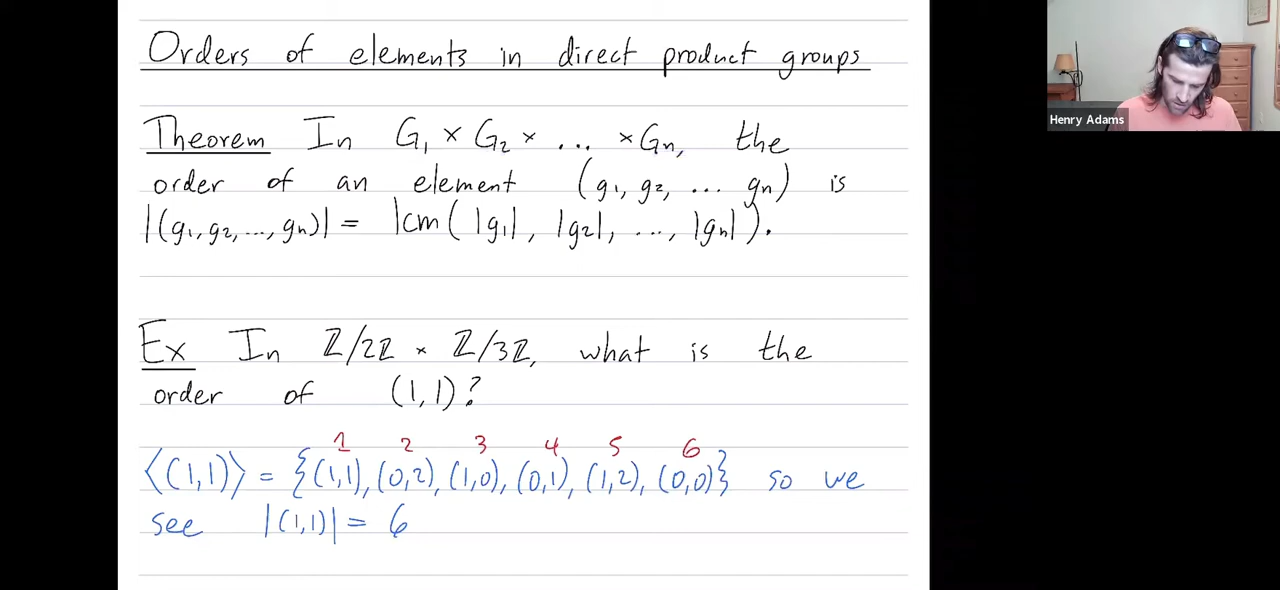 Orders of elements in direct product groups
Henry Adams
Theorem In G₁ × G₂ × ... × Gₙ, the
order of an element (g₁, g₂, ... gₙ) is
|(g₁, g₂, ..., gₙ)| = lcm( |g₁|, |g₂|, ..., |gₙ| ).
Ex In ℤ/2ℤ × ℤ/3ℤ, what is the
order of (1,1)?
1 2 3 4 5 6
⟨(1,1)⟩ = {(1,1), (0,2), (1,0), (0,1), (1,2), (0,0)} so we
see |(1,1)| = 6